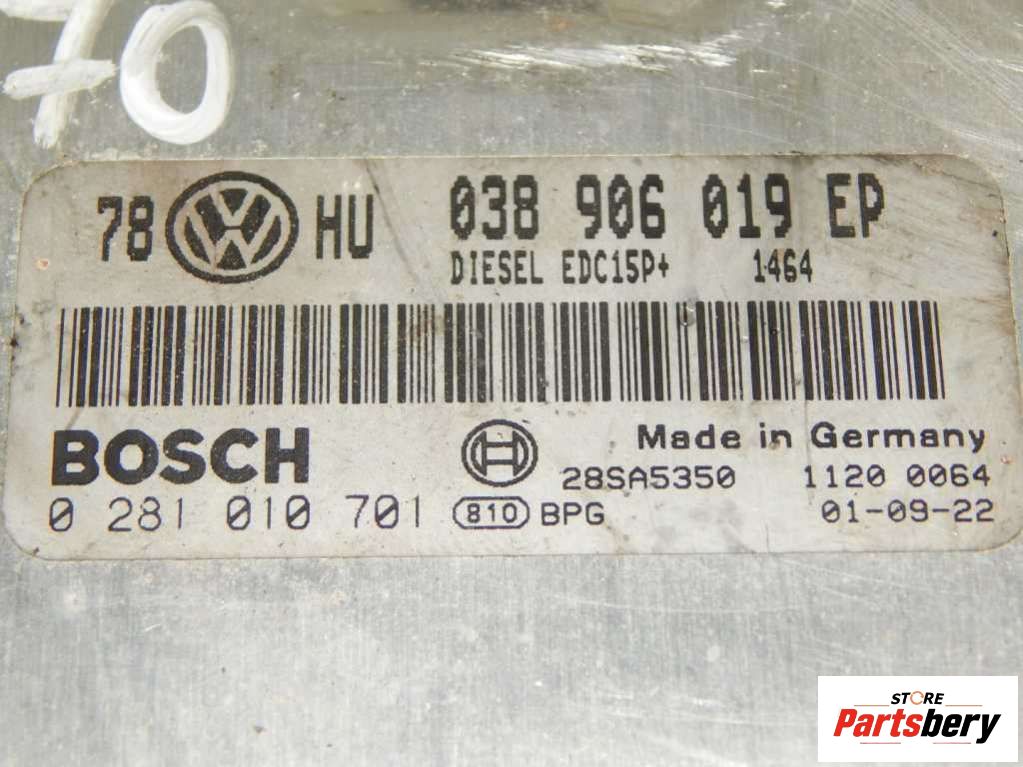 70
78 HU 038 906 019 EP
DIESEL EDC15P+ 1464
BOSCH Made in Germany
28SA5350 1120 0064
0 281 010 701 810 BPG 01-09-22
STORE
Partsbery